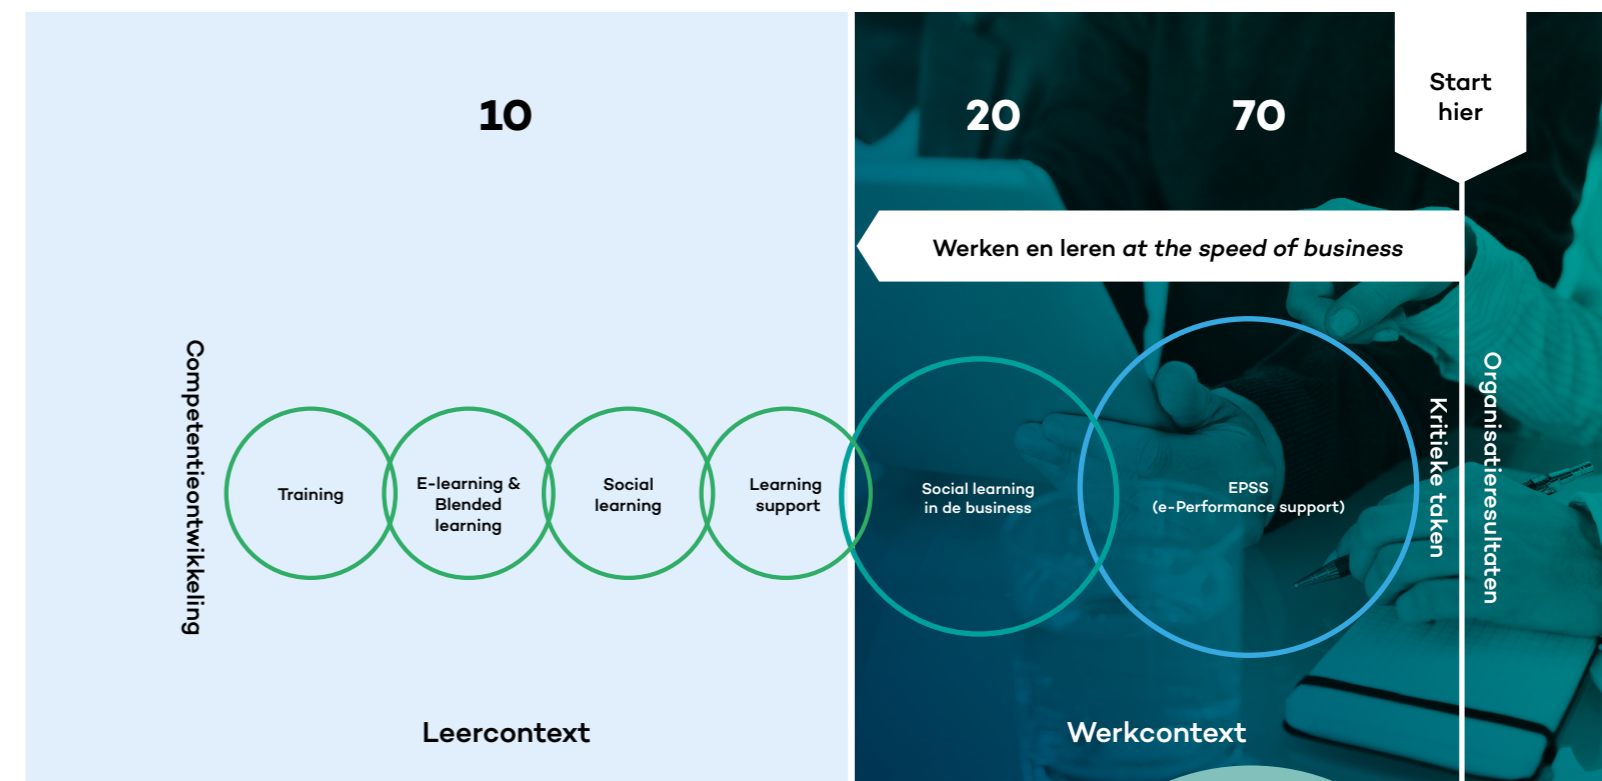 10
20
70
Start
hier
Werken en leren at the speed of business
Competentieontwikkeling
Training
E-learning &
Blended
learning
Social
learning
Learning
support
Social learning
in de business
EPSS
(e-Performance support)
Kritieke taken
Organisatieresultaten
Leercontext
Werkcontext